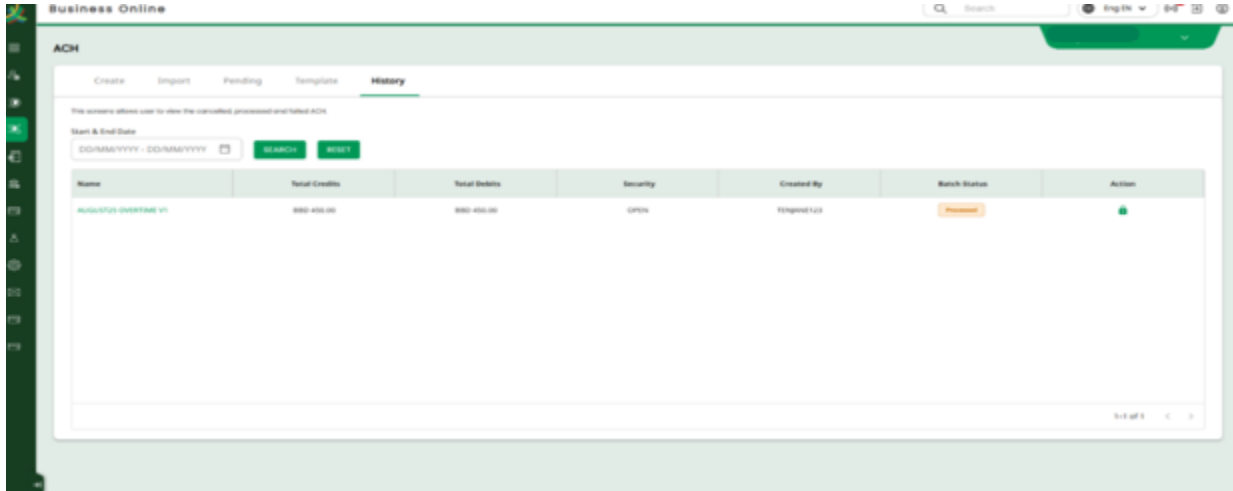 Business Online
Search
Eng EN
ACH
Create Import Pending Template History
This screens allows user to view the cancelled, processed and failed ACH
Start & End Date
DD/MM/YYYY - DD/MM/YYYY SEARCH RESET
Name Total Credits Total Debits Security Created By Batch Status Action
AUGUST25 OVERTIME V1 BBD 450.00 BBD 450.00 OPEN Processed
1-1 of 1